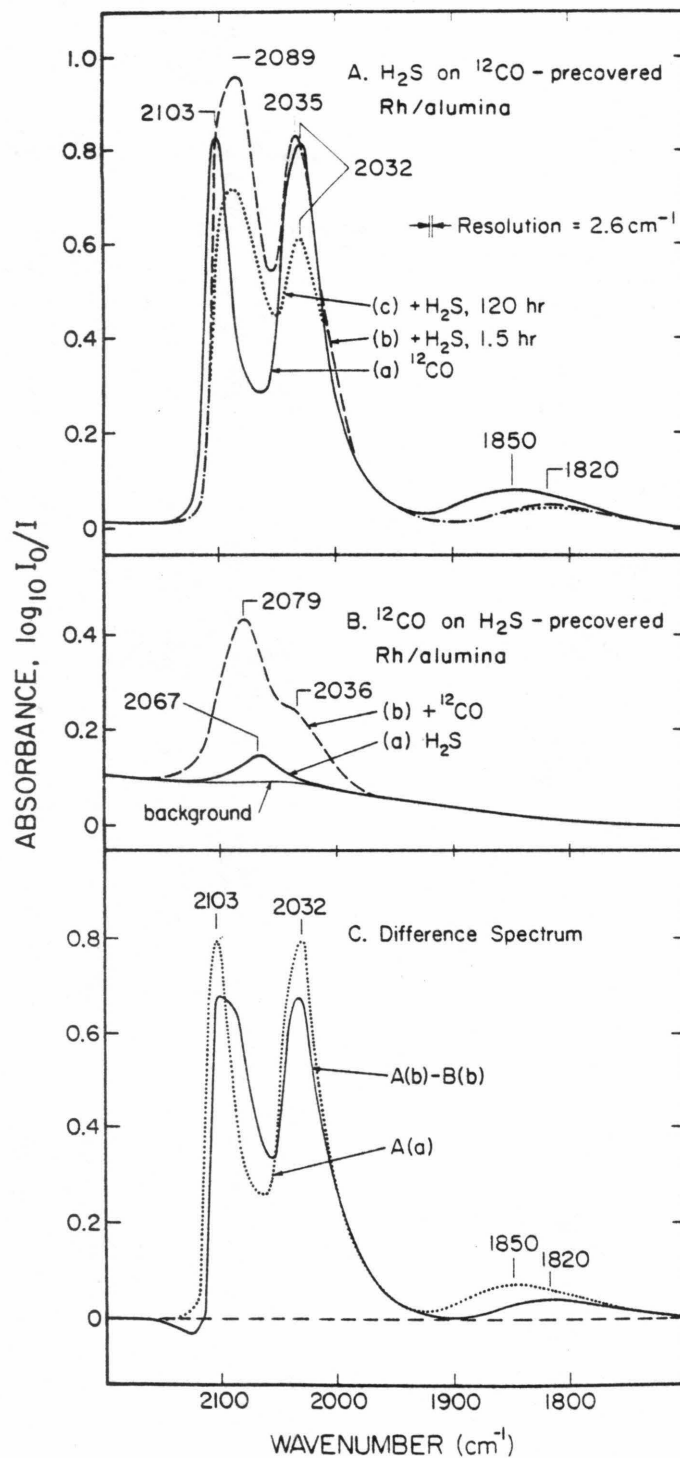 ABSORBANCE, log₁₀ I₀/I
1.0
0.8
0.6
0.4
0.2
0
A. H₂S on ¹²CO - precovered
Rh/alumina
2089
2103
2035
2032
Resolution = 2.6 cm⁻¹
(c) +H₂S, 120 hr
(b) +H₂S, 1.5 hr
(a) ¹²CO
1850
1820
0.4
0.2
0
B. ¹²CO on H₂S - precovered
Rh/alumina
2079
2067
2036
(b) + ¹²CO
(a) H₂S
background
0.8
0.6
0.4
0.2
0
C. Difference Spectrum
2103
2032
A(b)-B(b)
A(a)
1850
1820
2100
2000
1900
1800
WAVENUMBER (cm⁻¹)